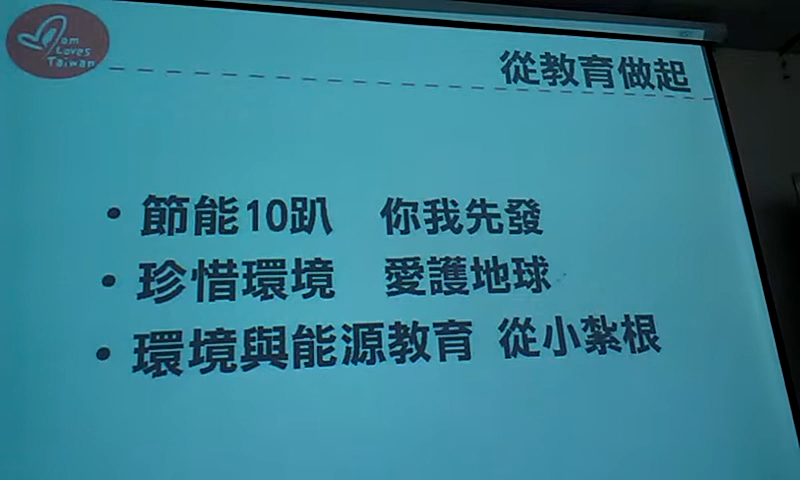 mom
Loves
Taiwan
從教育做起
• 節能10趴 你我先發
• 珍惜環境 愛護地球
• 環境與能源教育 從小紮根